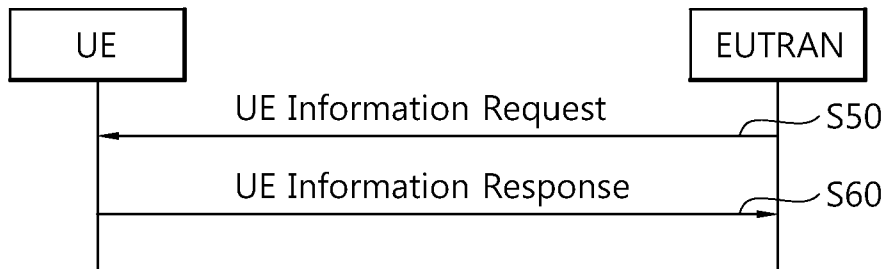 UE
EUTRAN
UE Information Request
S50
UE Information Response
S60